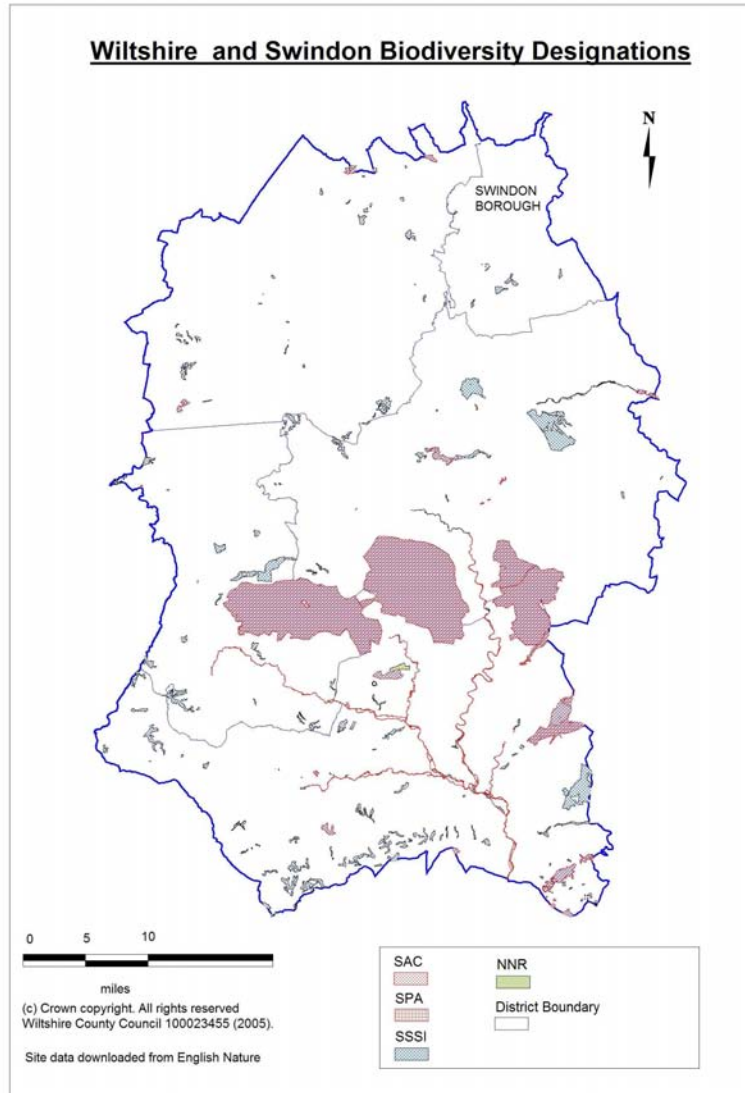 Wiltshire and Swindon Biodiversity Designations
N
SWINDON
BOROUGH
0 5 10
miles
(c) Crown copyright. All rights reserved
Wiltshire County Council 100023455 (2005).
Site data downloaded from English Nature
SAC
SPA
SSSI
NNR
District Boundary